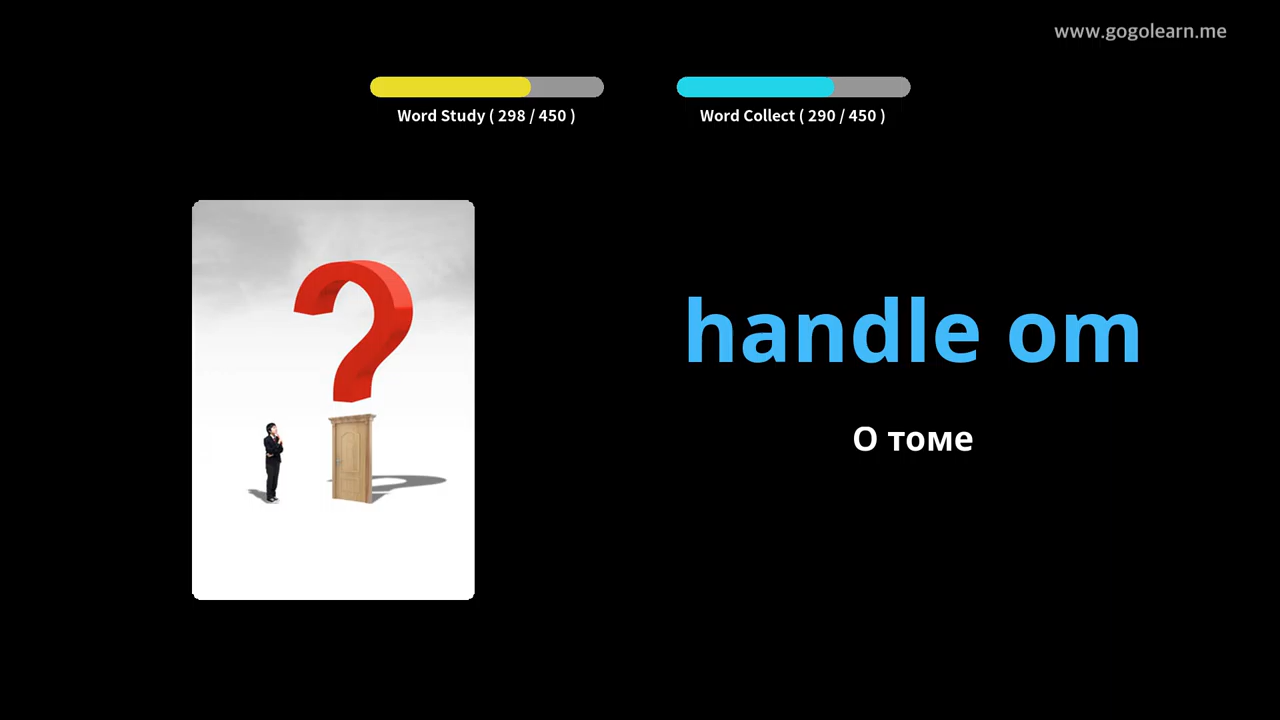 www.gogolearn.me
Word Study ( 298 / 450 )
Word Collect ( 290 / 450 )
handle om
О томе